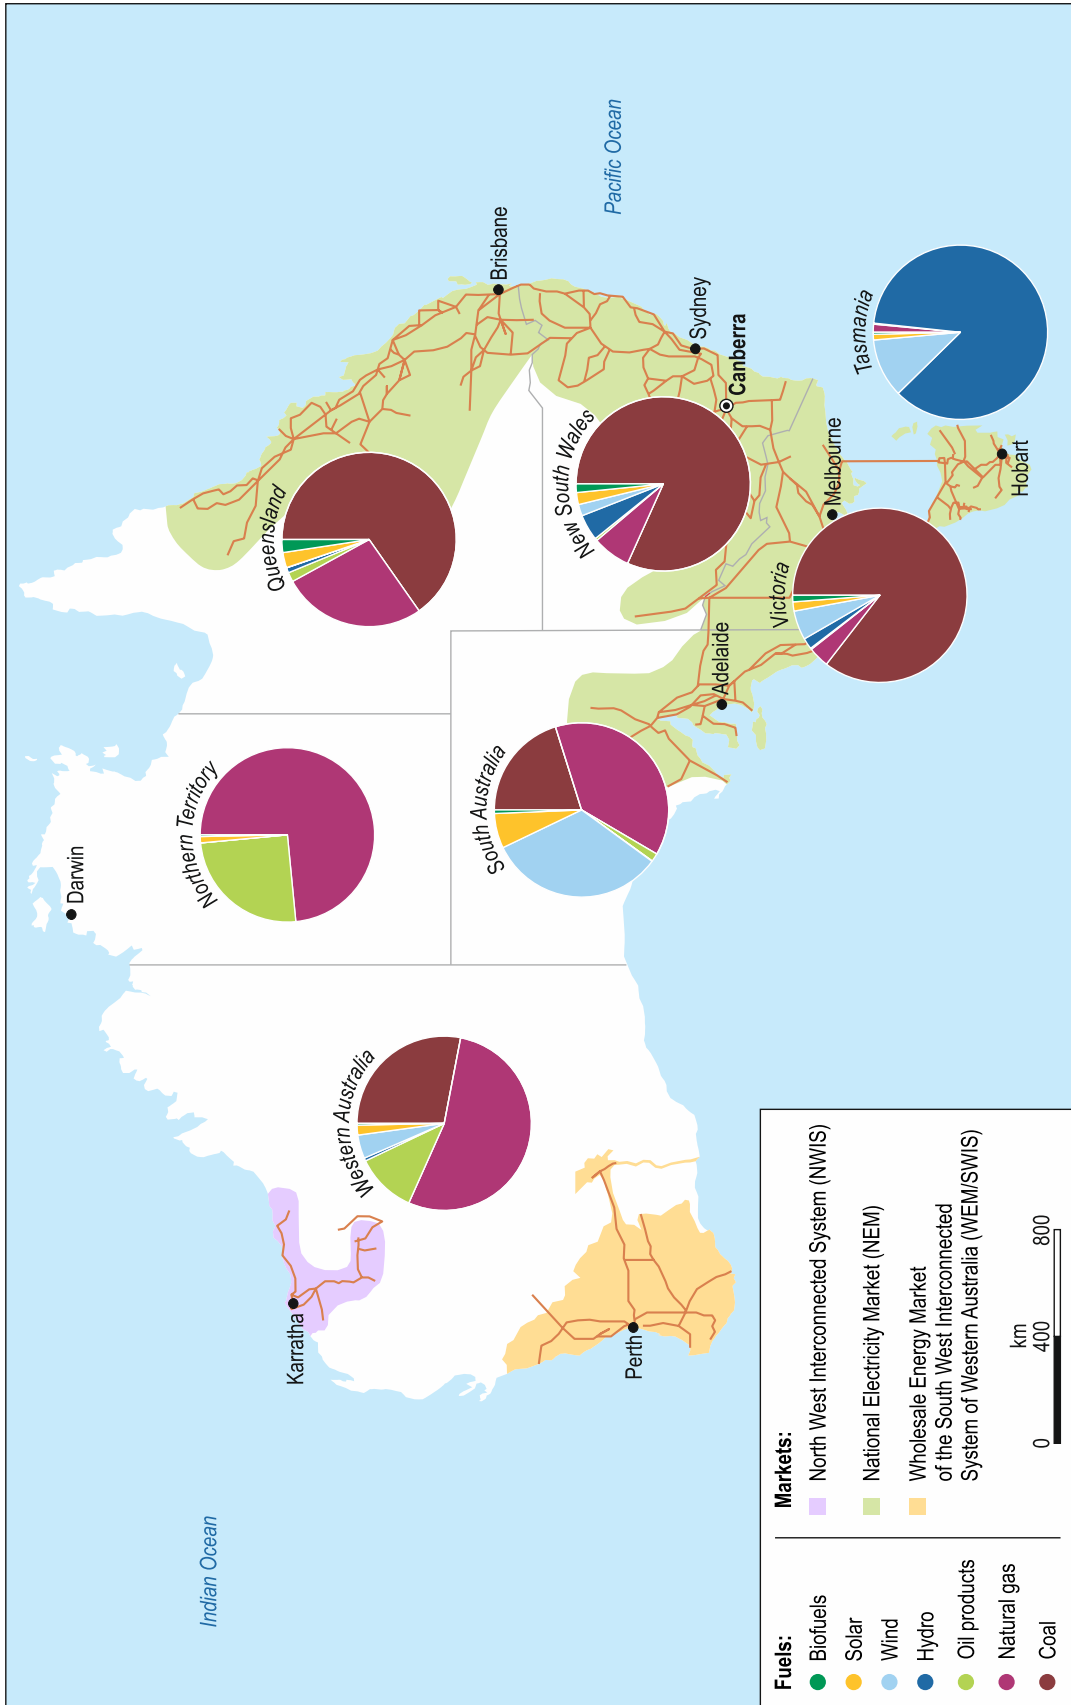 Indian Ocean
Pacific Ocean
Darwin
Karratha
Perth
Adelaide
Melbourne
Hobart
Canberra
Sydney
Brisbane
Western Australia
Northern Territory
South Australia
Queensland
New South Wales
Victoria
Tasmania
Fuels:
Biofuels
Solar
Wind
Hydro
Oil products
Natural gas
Coal
Markets:
North West Interconnected System (NWIS)
National Electricity Market (NEM)
Wholesale Energy Market
of the South West Interconnected
System of Western Australia (WEM/SWIS)
km
0 400 800